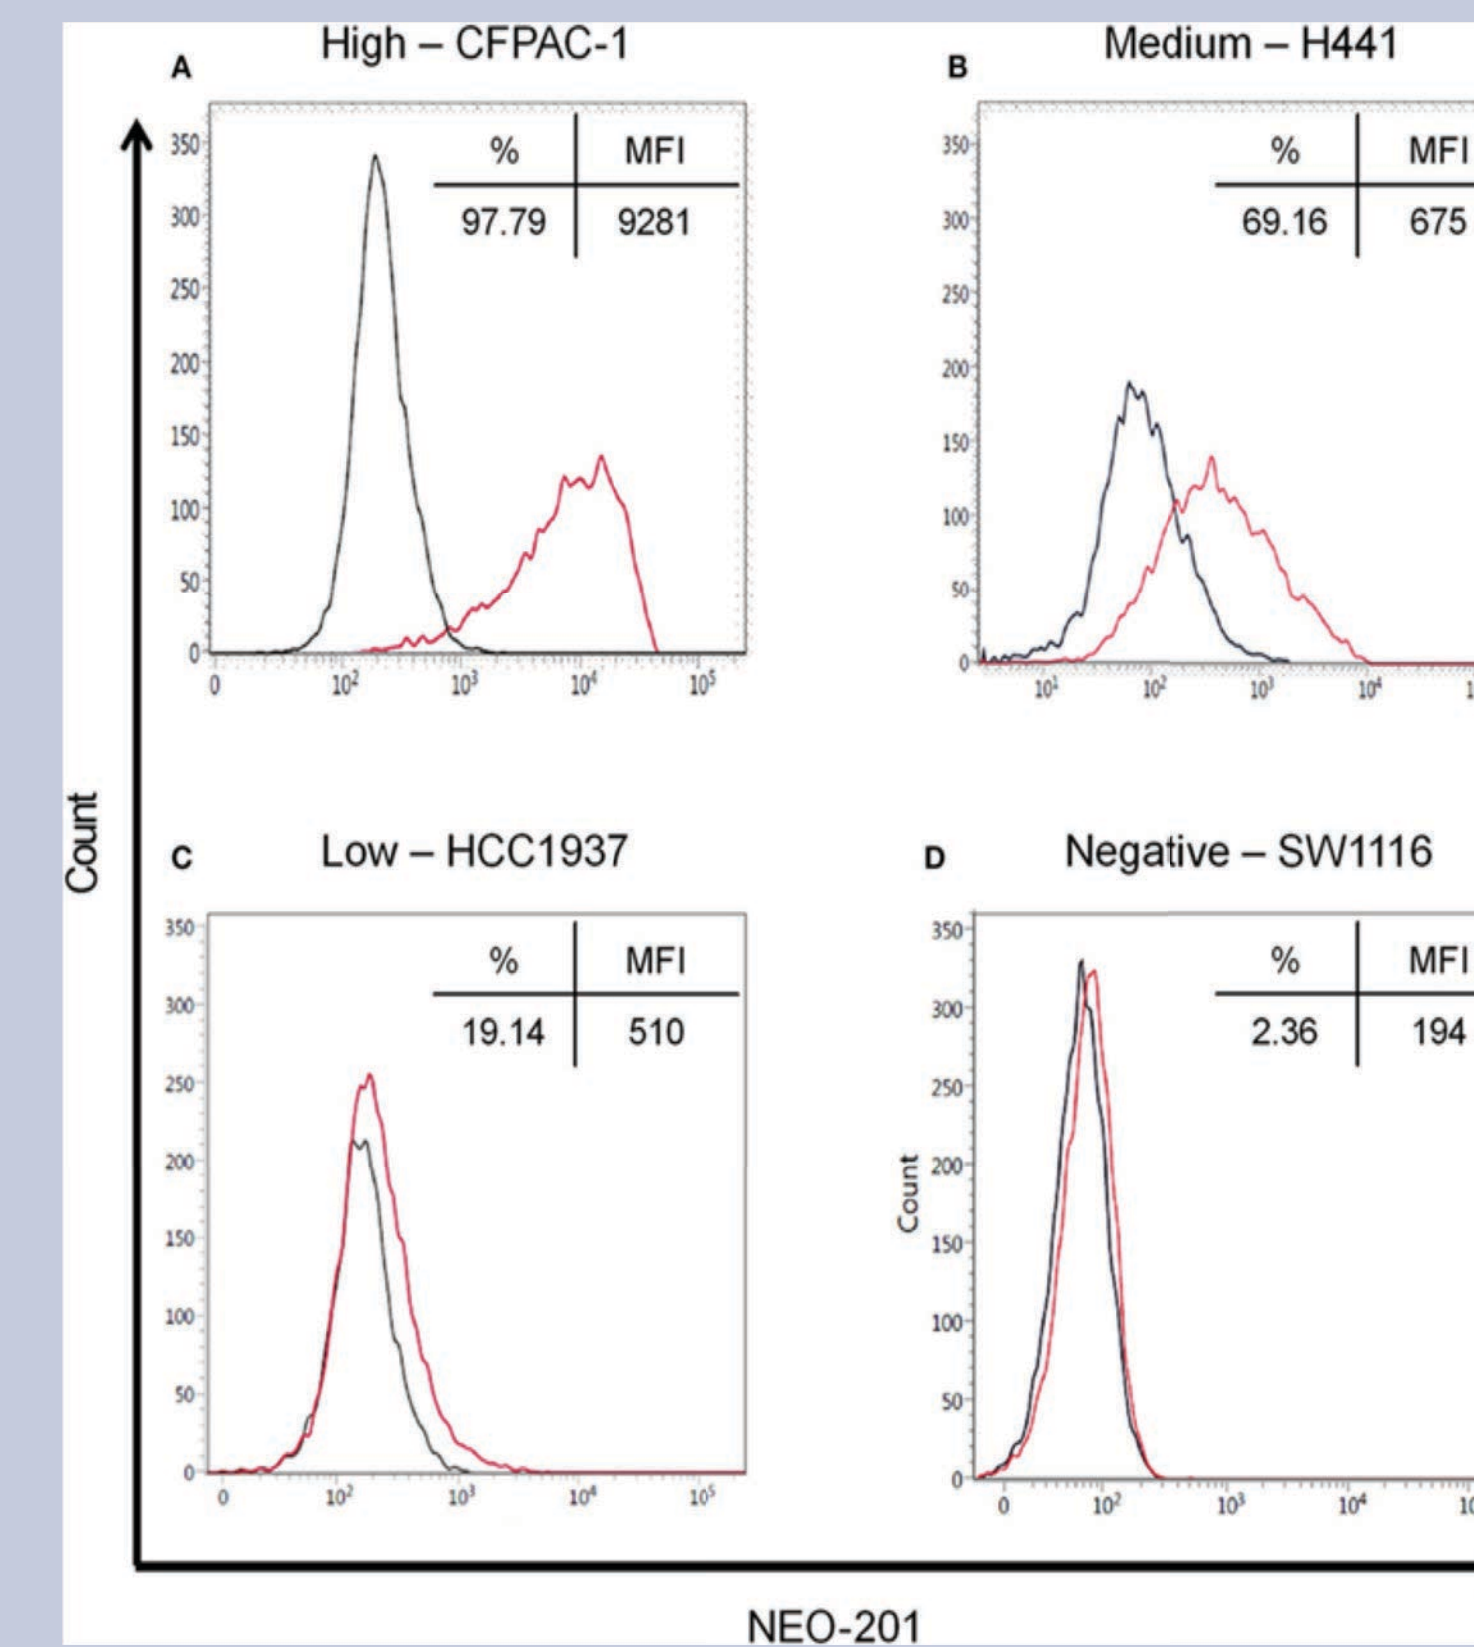 A High – CFPAC-1
% MFI
97.79 9281
350
300
250
200
150
100
50
0
0 10² 10³ 10⁴ 10⁵
B Medium – H441
% MFI
69.16 675
350
300
250
200
150
100
50
0
10¹ 10² 10³ 10⁴
Count
C Low – HCC1937
% MFI
19.14 510
350
300
250
200
150
100
50
0
0 10² 10³ 10⁴ 10⁵
D Negative – SW1116
% MFI
2.36 194
Count
350
300
250
200
150
100
50
0
0 10² 10³ 10⁴
NEO-201